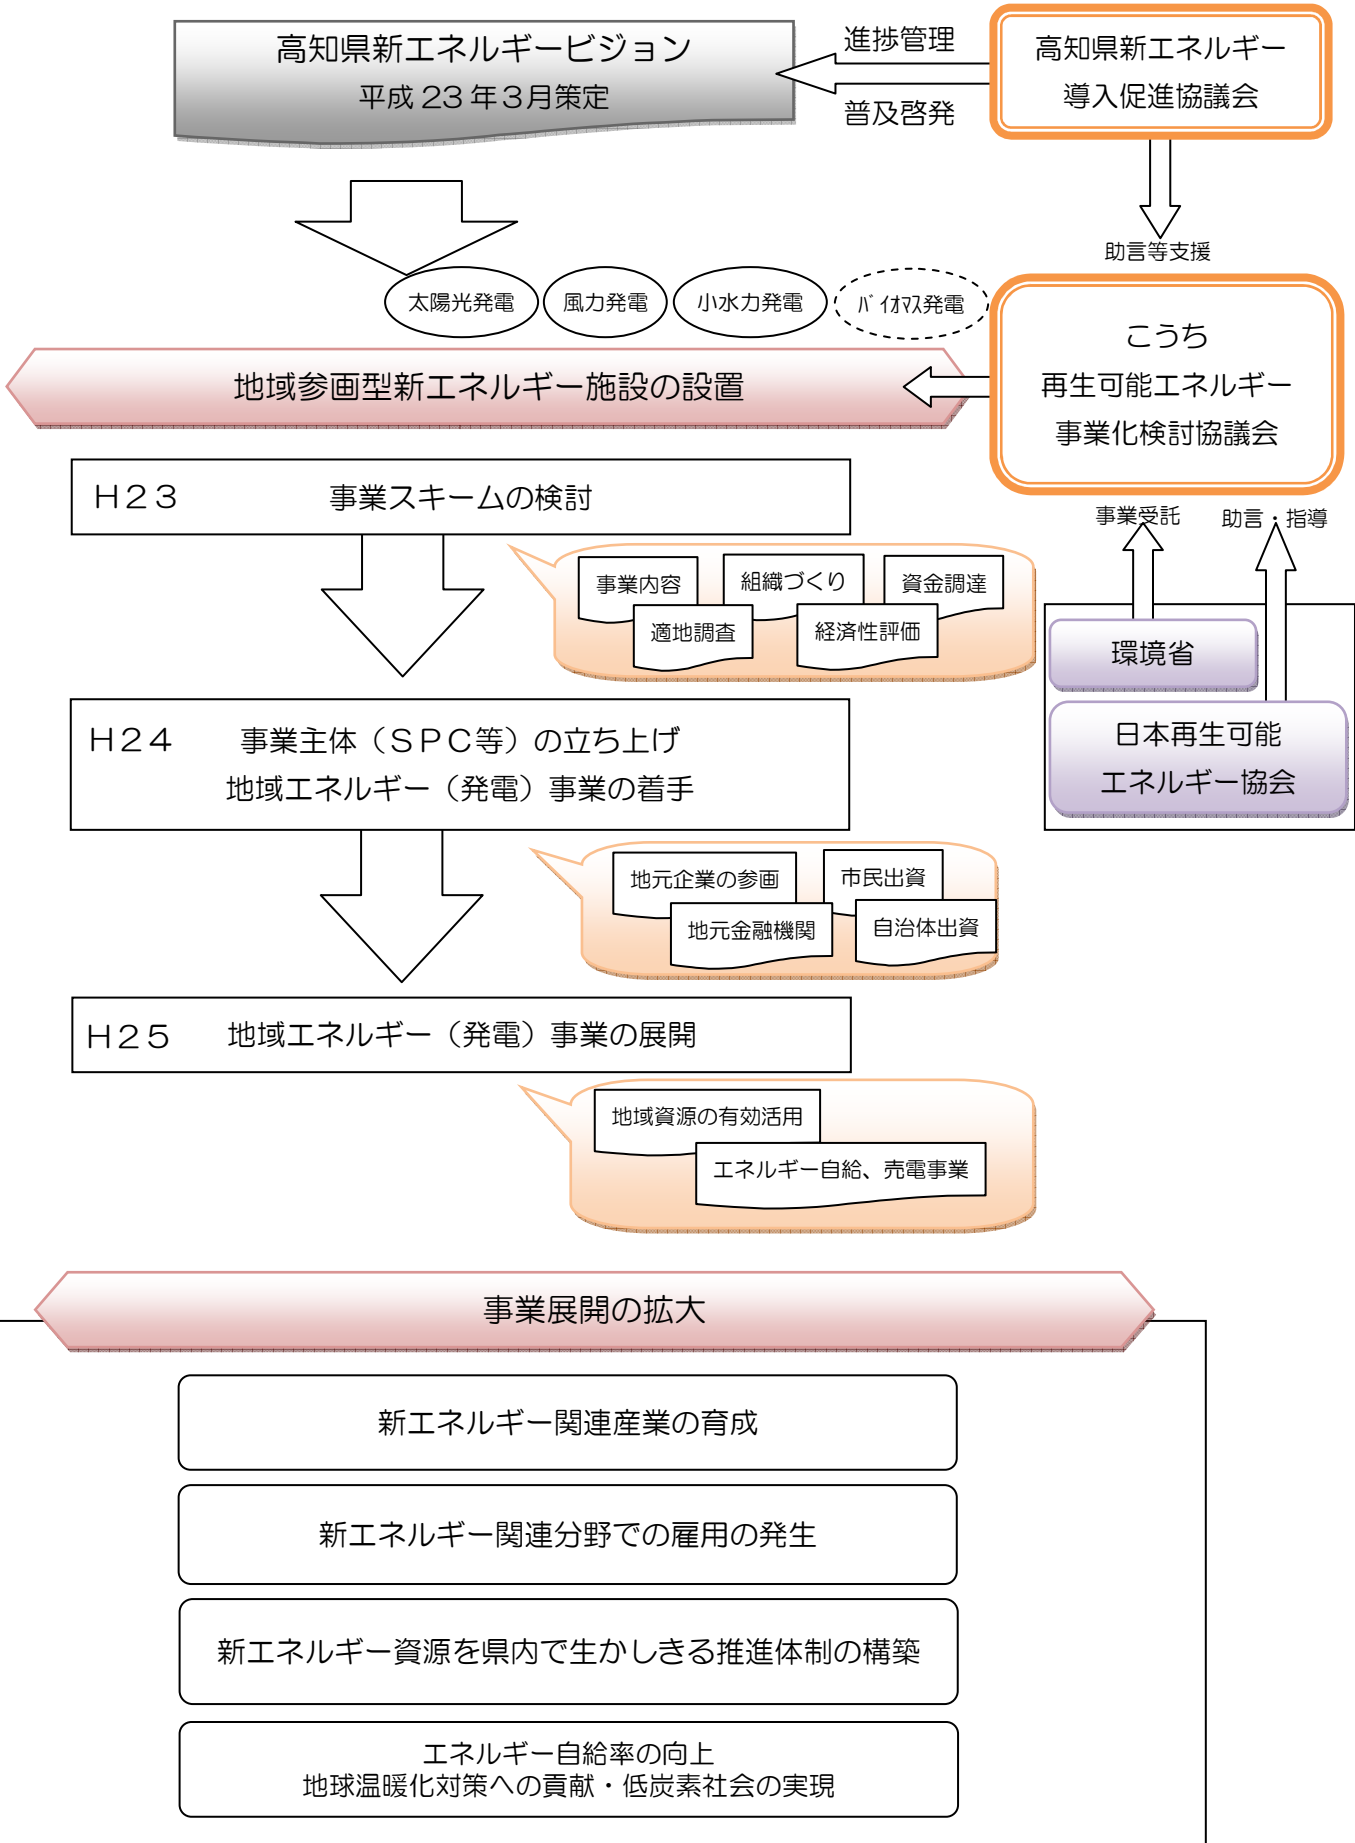 高知県新エネルギービジョン
平成23年3月策定
進捗管理
普及啓発
高知県新エネルギー
導入促進協議会
助言等支援
太陽光発電
風力発電
小水力発電
ﾊﾞｲｵﾏｽ発電
こうち
再生可能エネルギー
事業化検討協議会
地域参画型新エネルギー施設の設置
H23 事業スキームの検討
事業受託
助言・指導
事業内容
組織づくり
資金調達
適地調査
経済性評価
環境省
日本再生可能
エネルギー協会
H24 事業主体（SPC等）の立ち上げ
地域エネルギー（発電）事業の着手
地元企業の参画
市民出資
地元金融機関
自治体出資
H25 地域エネルギー（発電）事業の展開
地域資源の有効活用
エネルギー自給、売電事業
事業展開の拡大
新エネルギー関連産業の育成
新エネルギー関連分野での雇用の発生
新エネルギー資源を県内で生かしきる推進体制の構築
エネルギー自給率の向上
地球温暖化対策への貢献・低炭素社会の実現